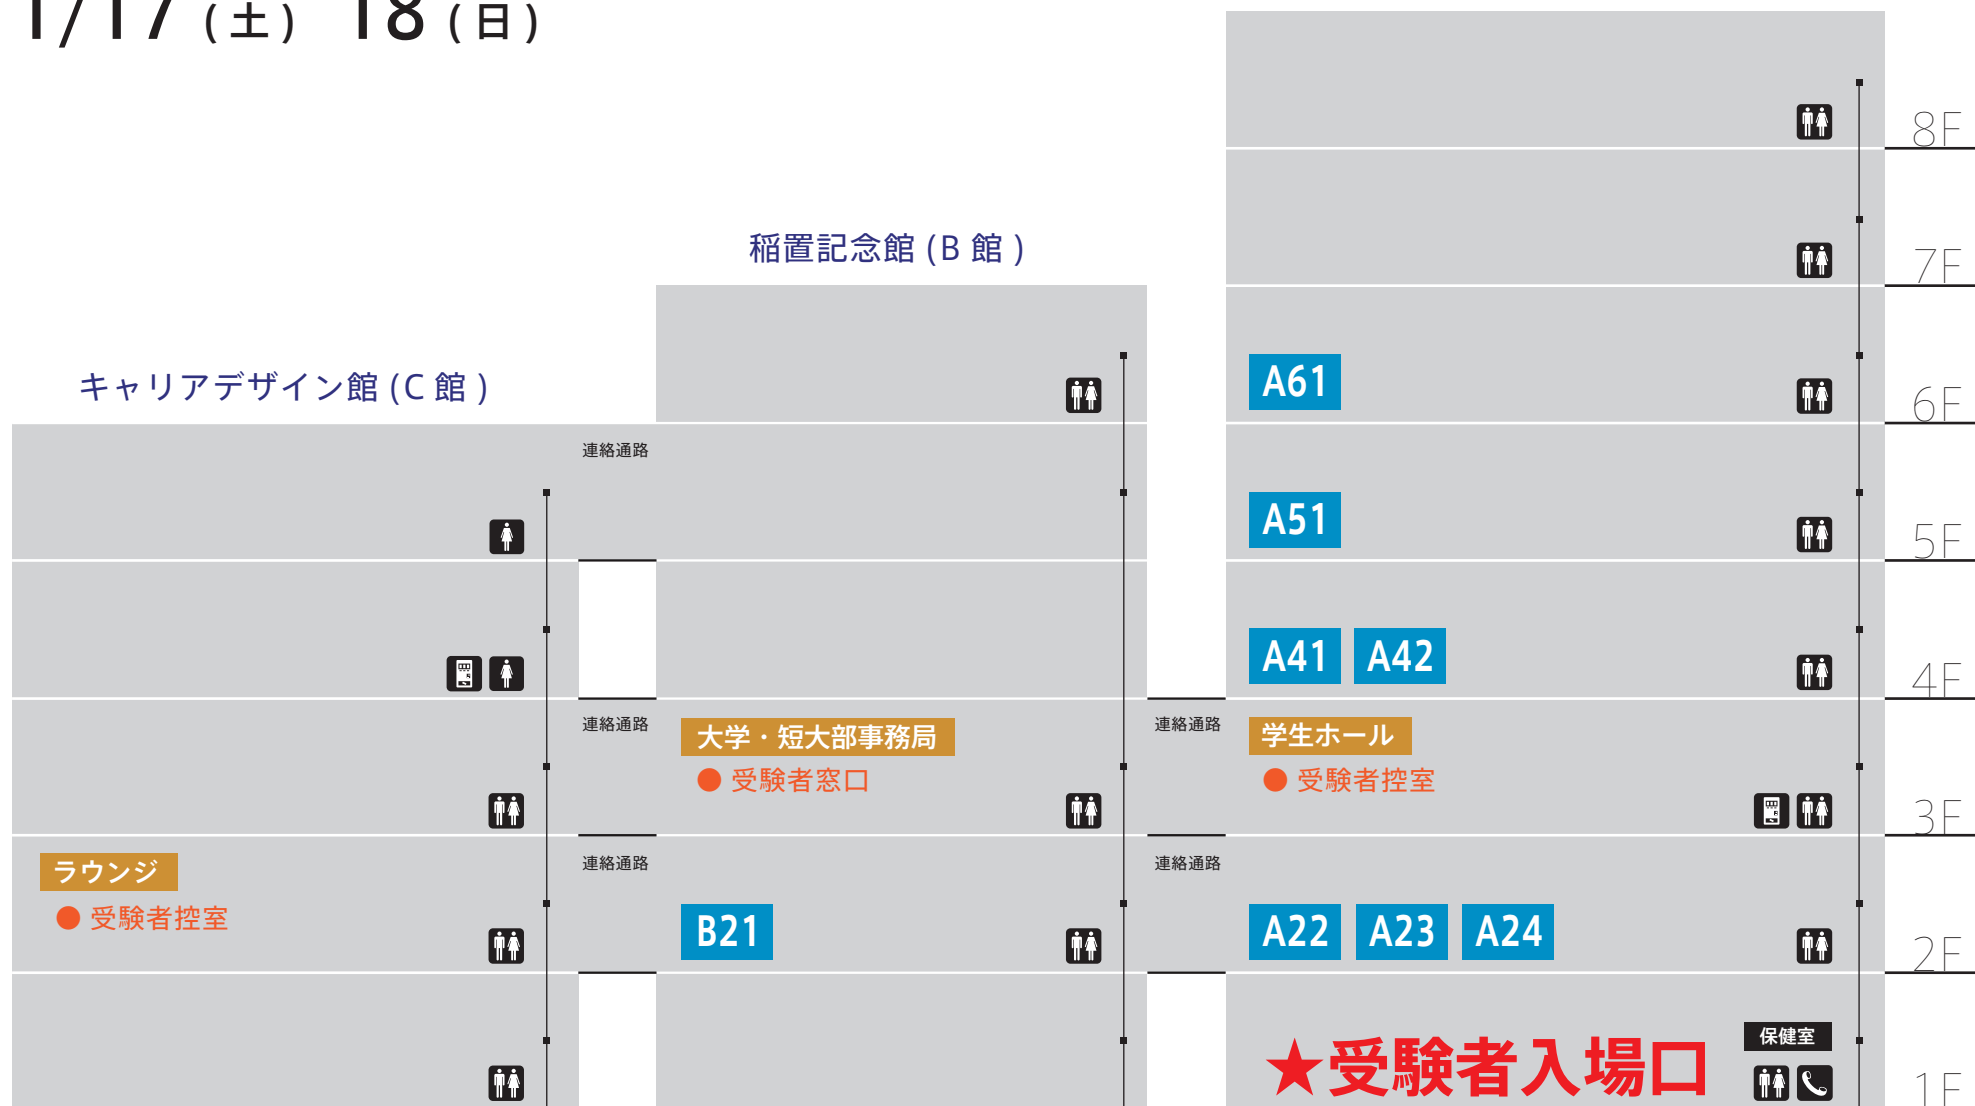 1/17 (土) 18 (日)
8F
稲置記念館 (B 館 )
7F
キャリアデザイン館 (C 館 )
A61
6F
連絡通路
A51
5F
A41 A42
4F
連絡通路
大学・短大部事務局
● 受験者窓口
連絡通路
学生ホール
● 受験者控室
3F
ラウンジ
● 受験者控室
連絡通路
B21
連絡通路
A22 A23 A24
2F
★受験者入場口
保健室
1F